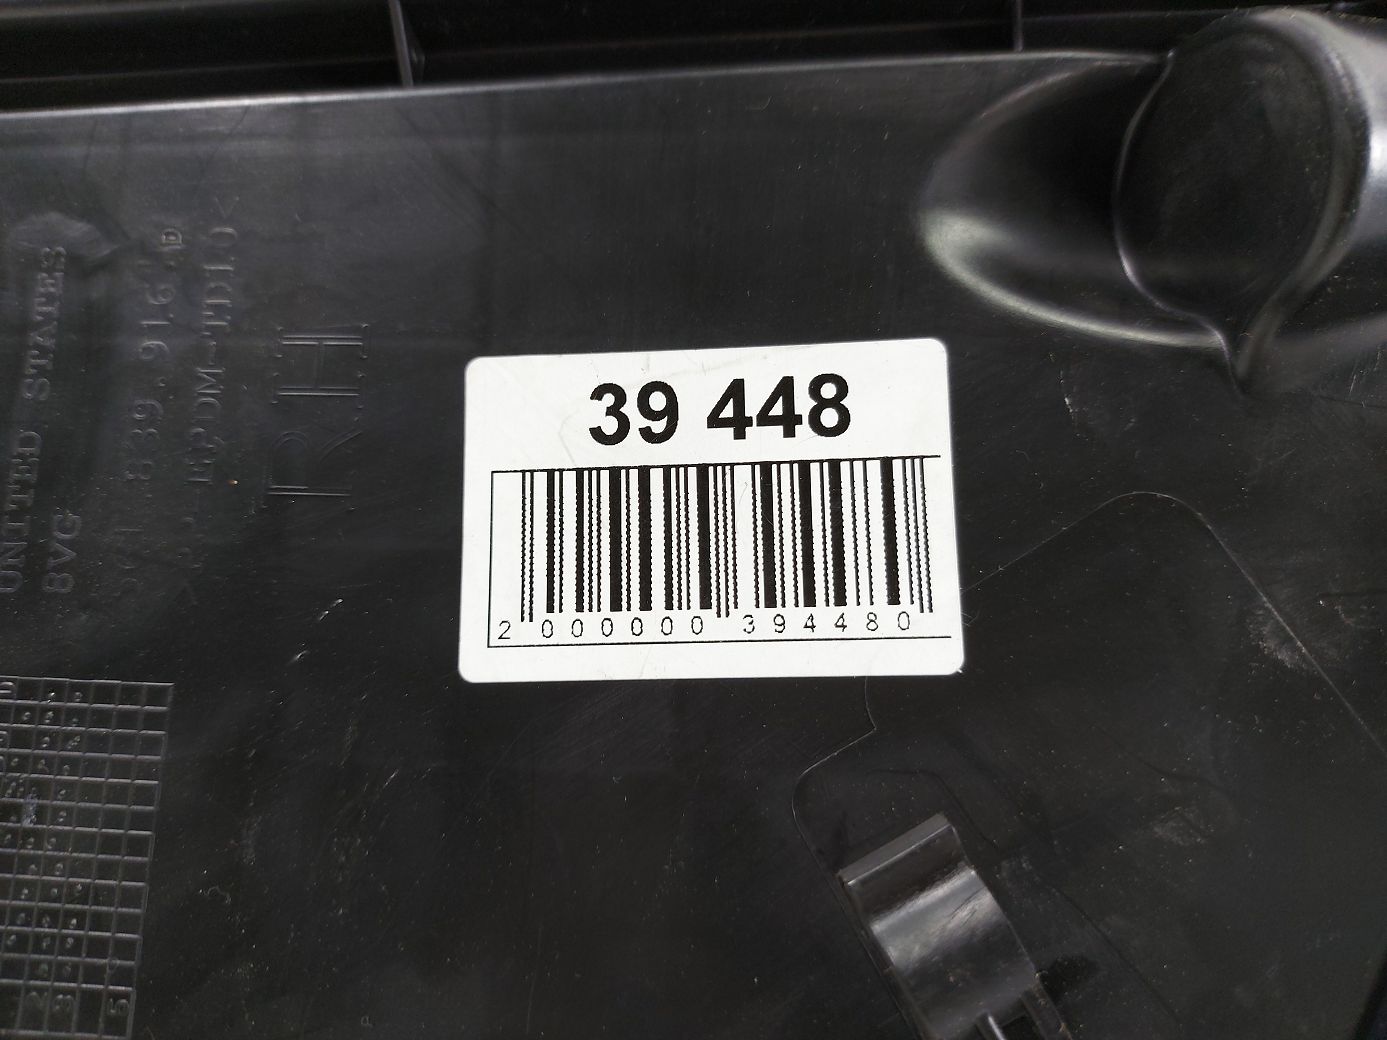 39 448
2 000000 394480
UNITED STATES
8VG
839.916.D
EPDM-TD10<
RH